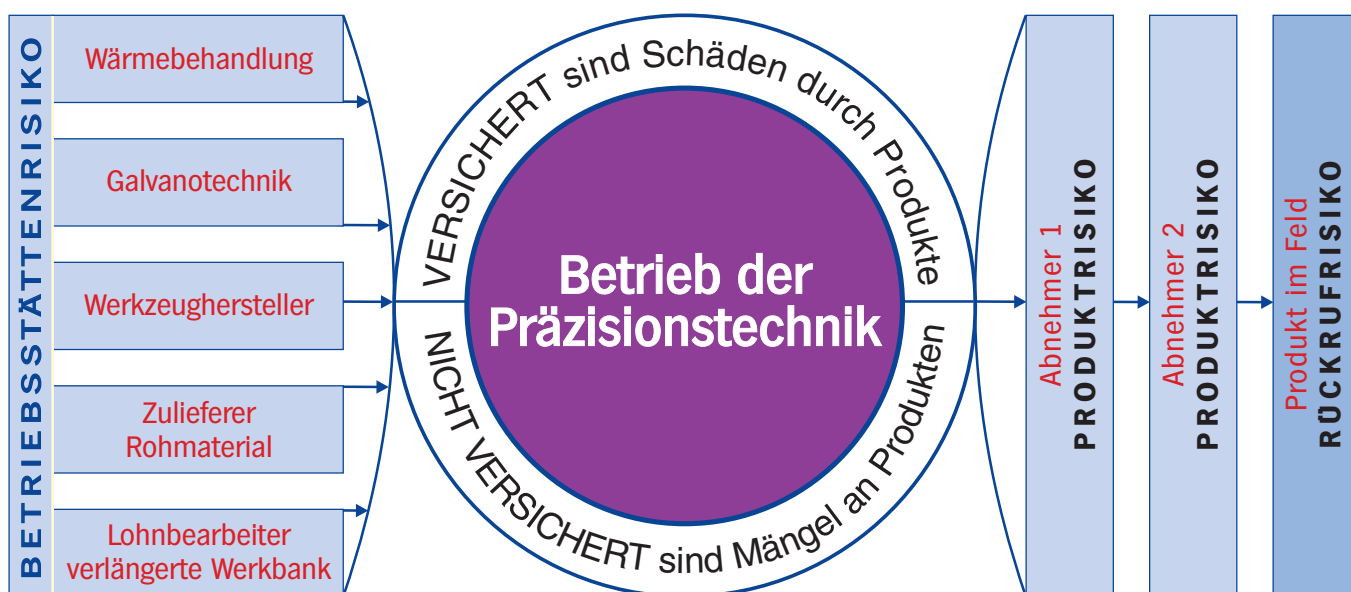 BETRIEBSSTÄTTENRISIKO
Wärmebehandlung
Galvanotechnik
Werkzeughersteller
Zulieferer
Rohmaterial
Lohnbearbeiter
verlängerte Werkbank
VERSICHERT sind Schäden durch Produkte
Betrieb der
Präzisionstechnik
NICHT VERSICHERT sind Mängel an Produkten
Abnehmer 1
PRODUKTRISIKO
Abnehmer 2
PRODUKTRISIKO
Produkt im Feld
RÜCKRUFRISIKO